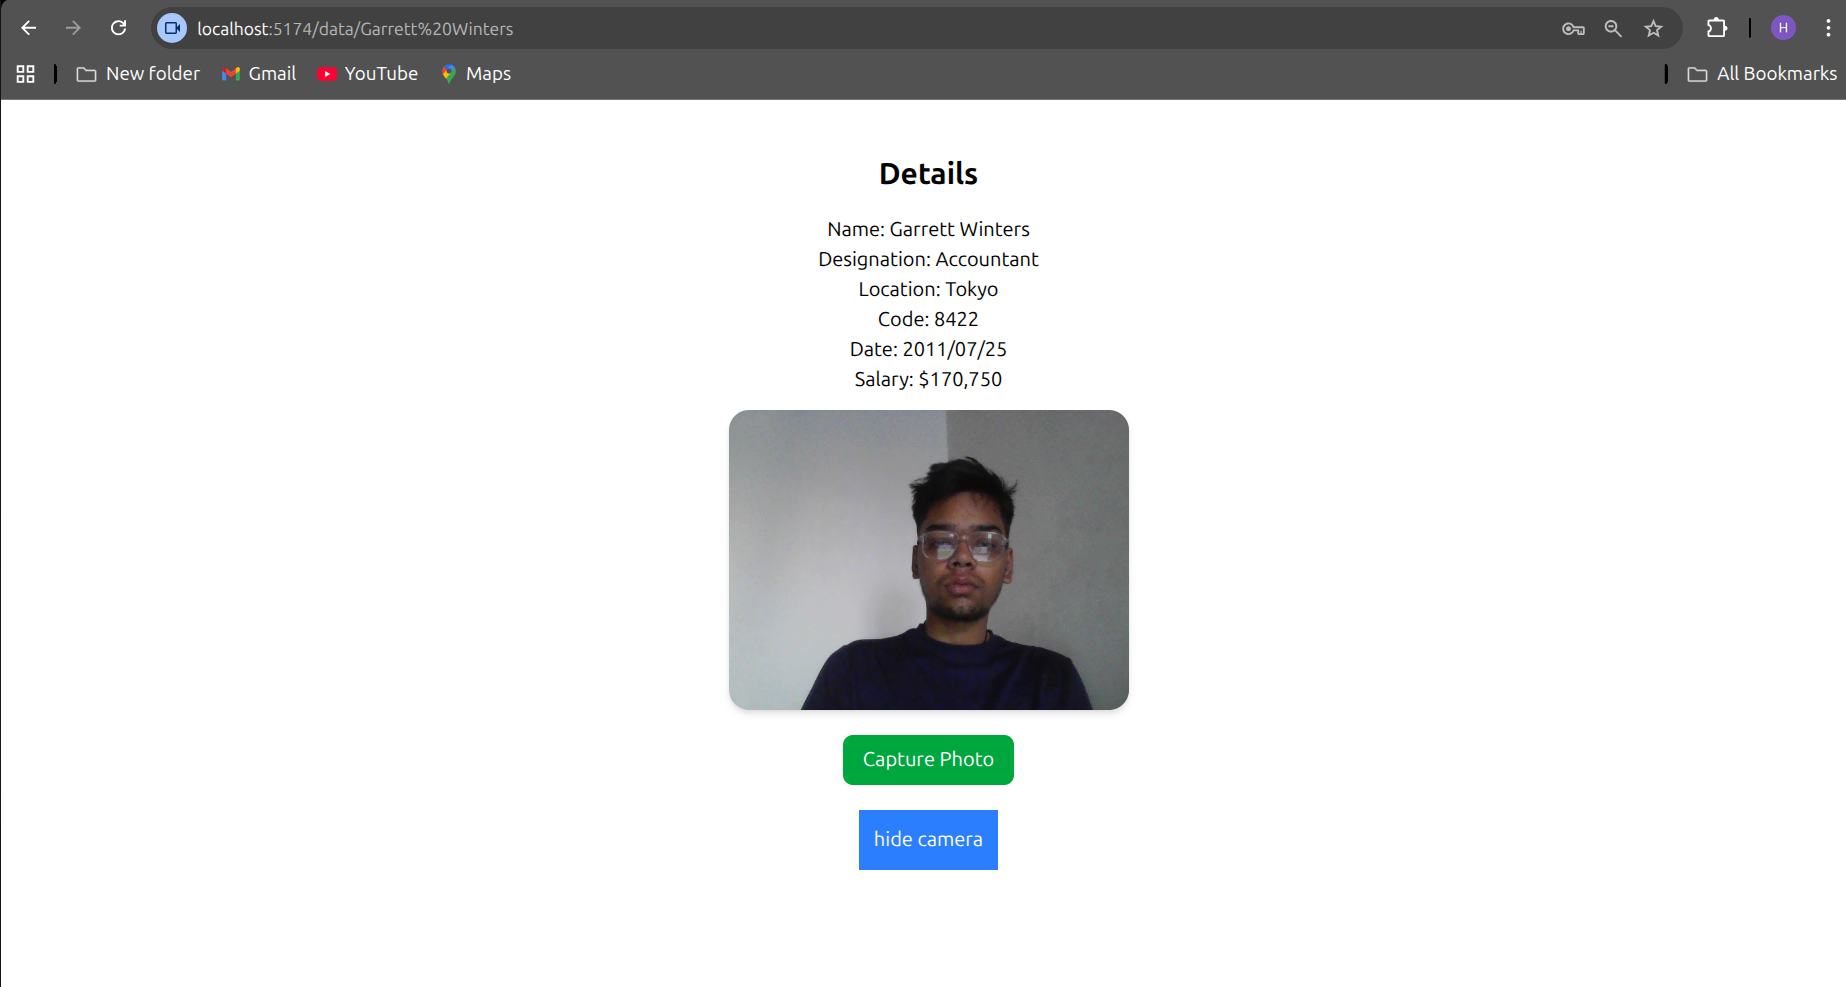 localhost:5174/data/Garrett%20Winters
H
New folder
Gmail
YouTube
Maps
All Bookmarks
Details
Name: Garrett Winters
Designation: Accountant
Location: Tokyo
Code: 8422
Date: 2011/07/25
Salary: $170,750
Capture Photo
hide camera